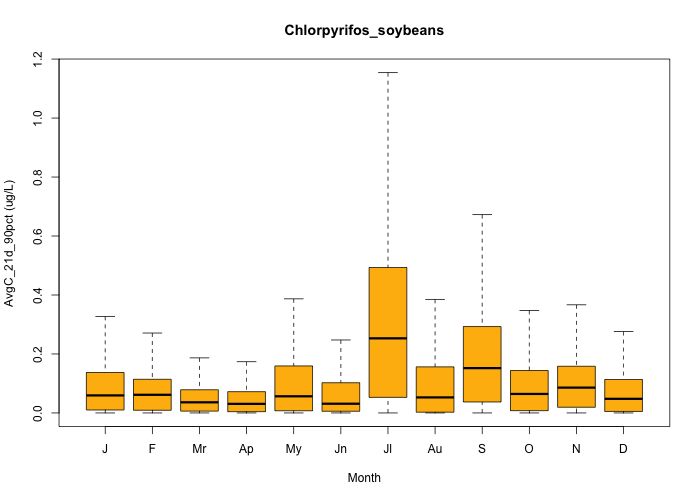 Chlorpyrifos_soybeans
AvgC_21d_90pct (ug/L)
1.2
1.0
0.8
0.6
0.4
0.2
0.0
J F Mr Ap My Jn Jl Au S O N D
Month